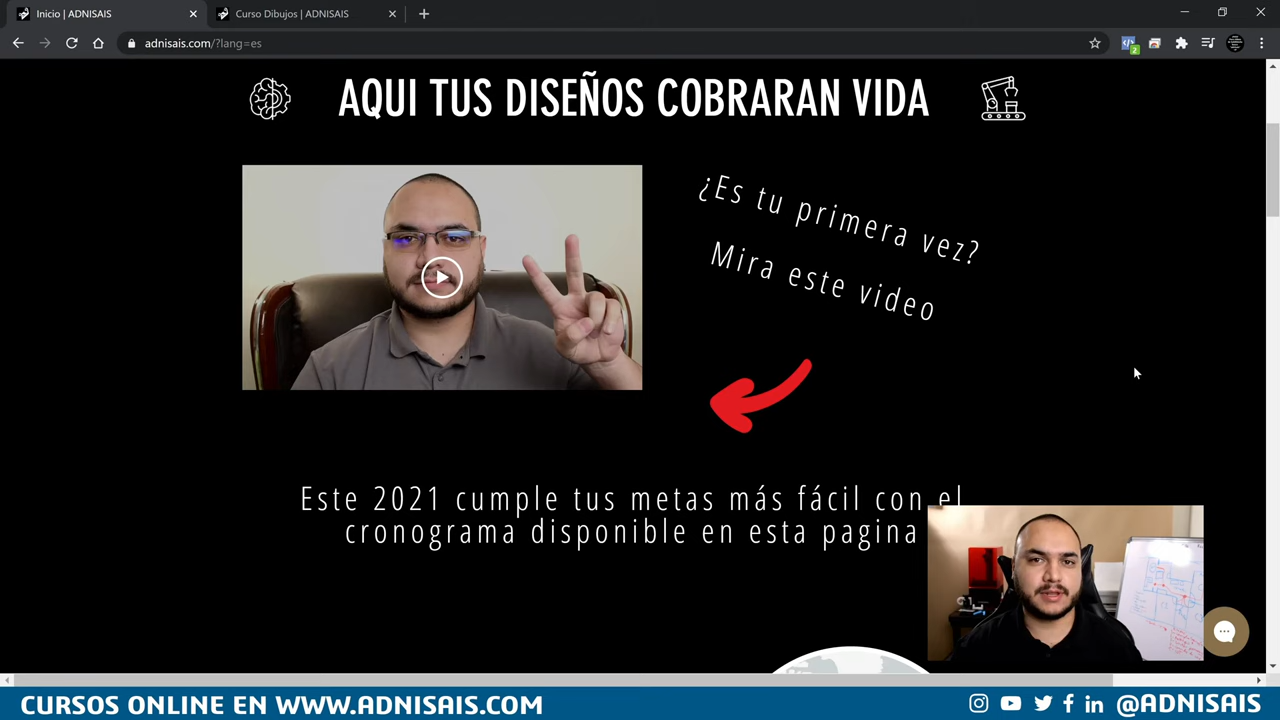 Inicio | ADNISAIS
Curso Dibujos | ADNISAIS
adnisais.com/?lang=es
2
AQUI TUS DISEÑOS COBRARAN VIDA
¿Es tu primera vez?
Mira este video
Este 2021 cumple tus metas más fácil con el
cronograma disponible en esta pagina
CURSOS ONLINE EN WWW.ADNISAIS.COM
@ADNISAIS